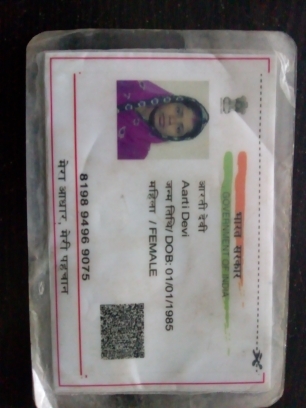 भारत सरकार
GOVERNMENT OF INDIA
आरती देवी
Aarti Devi
जन्म तिथि/ DOB: 01/01/1985
महिला / FEMALE
8198 9496 9075
मेरा आधार, मेरी पहचान